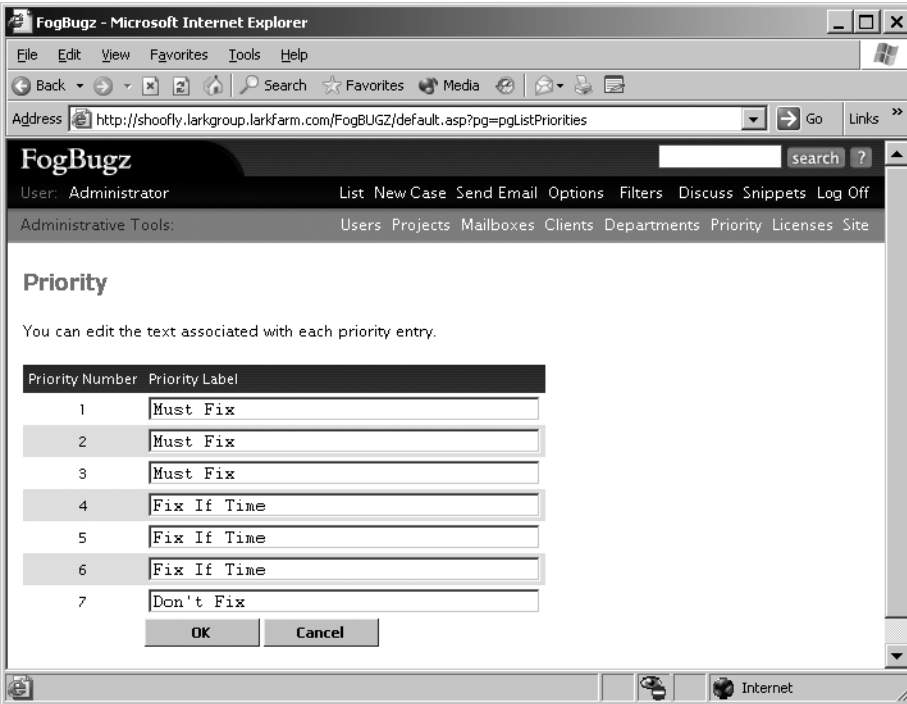 FogBugz - Microsoft Internet Explorer
File Edit View Favorites Tools Help
Back Search Favorites Media
Address http://shoofly.larkgroup.larkfarm.com/FogBUGZ/default.asp?pg=pgListPriorities Go Links »
FogBugz search ?
User: Administrator List New Case Send Email Options Filters Discuss Snippets Log Off
Administrative Tools: Users Projects Mailboxes Clients Departments Priority Licenses Site
Priority
You can edit the text associated with each priority entry.
Priority Number Priority Label
1 Must Fix
2 Must Fix
3 Must Fix
4 Fix If Time
5 Fix If Time
6 Fix If Time
7 Don't Fix
OK Cancel
Internet